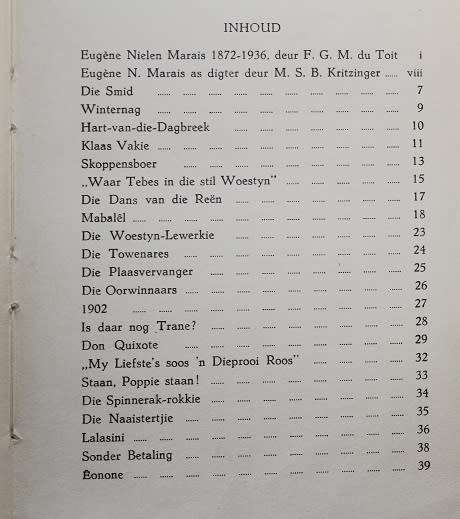 INHOUD
Eugène Nielen Marais 1872-1936, deur F. G. M. du Toit i
Eugène N. Marais as digter deur M. S. B. Kritzinger ..... viii
Die Smid ..... ..... ..... ..... ..... ..... ..... 7
Winternag ..... ..... ..... ..... ..... ..... ..... 9
Hart-van-die-Dagbreek ..... ..... ..... ..... ..... 10
Klaas Vakie ..... ..... ..... ..... ..... ..... ..... 11
Skoppensboer ..... ..... ..... ..... ..... ..... 13
„Waar Tebes in die stil Woestyn” ..... ..... ..... ..... 15
Die Dans van die Reën ..... ..... ..... ..... ..... 17
Mabalêl ..... ..... ..... ..... ..... ..... ..... ..... 18
Die Woestyn-Lewerkie ..... ..... ..... ..... ..... 23
Die Towenares ..... ..... ..... ..... ..... ..... 24
Die Plaasvervanger ..... ..... ..... ..... ..... 25
Die Oorwinnaars ..... ..... ..... ..... ..... ..... 26
1902 ..... ..... ..... ..... ..... ..... ..... ..... 27
Is daar nog Trane? ..... ..... ..... ..... ..... 28
Don Quixote ..... ..... ..... ..... ..... ..... 29
„My Liefste's soos 'n Dieprooi Roos” ..... ..... ..... 32
Staan, Poppie staan! ..... ..... ..... ..... ..... 33
Die Spinnerak-rokkie ..... ..... ..... ..... ..... 34
Die Naaistertjie ..... ..... ..... ..... ..... ..... 35
Lalasini ..... ..... ..... ..... ..... ..... ..... ..... 36
Sonder Betaling ..... ..... ..... ..... ..... ..... 38
Êonone ..... ..... ..... ..... ..... ..... ..... ..... 39